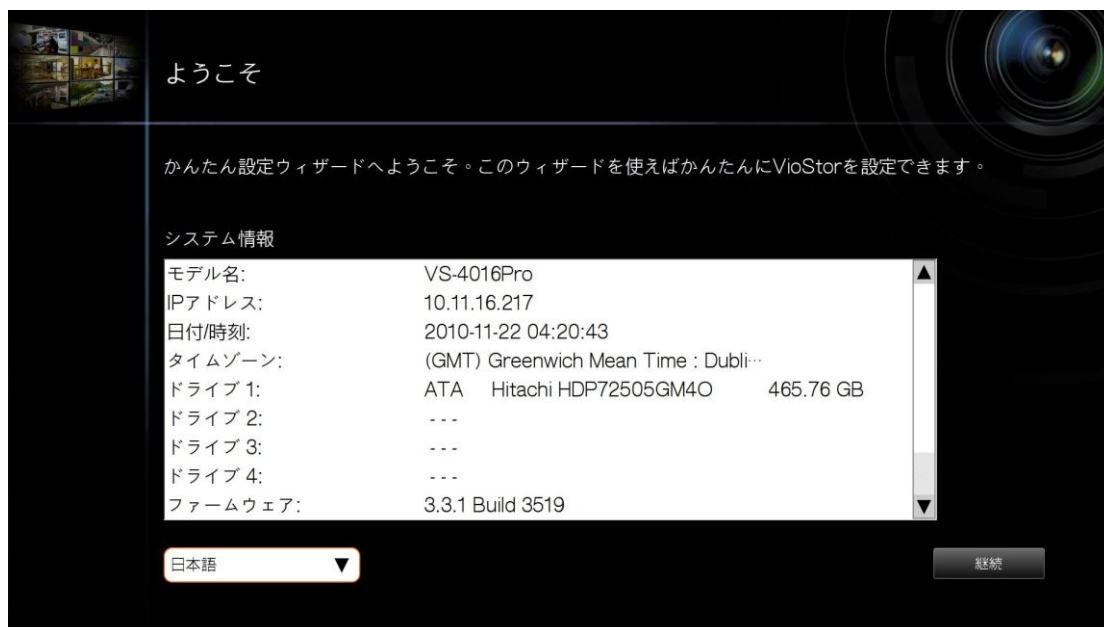 ようこそ
かんたん設定ウィザードへようこそ。このウィザードを使えばかんたんにVioStorを設定できます。
システム情報
モデル名: VS-4016Pro
IPアドレス: 10.11.16.217
日付/時刻: 2010-11-22 04:20:43
タイムゾーン: (GMT) Greenwich Mean Time : Dubli…
ドライブ 1: ATA Hitachi HDP72505GM4O 465.76 GB
ドライブ 2: ---
ドライブ 3: ---
ドライブ 4: ---
ファームウェア: 3.3.1 Build 3519
日本語 ▼
継続